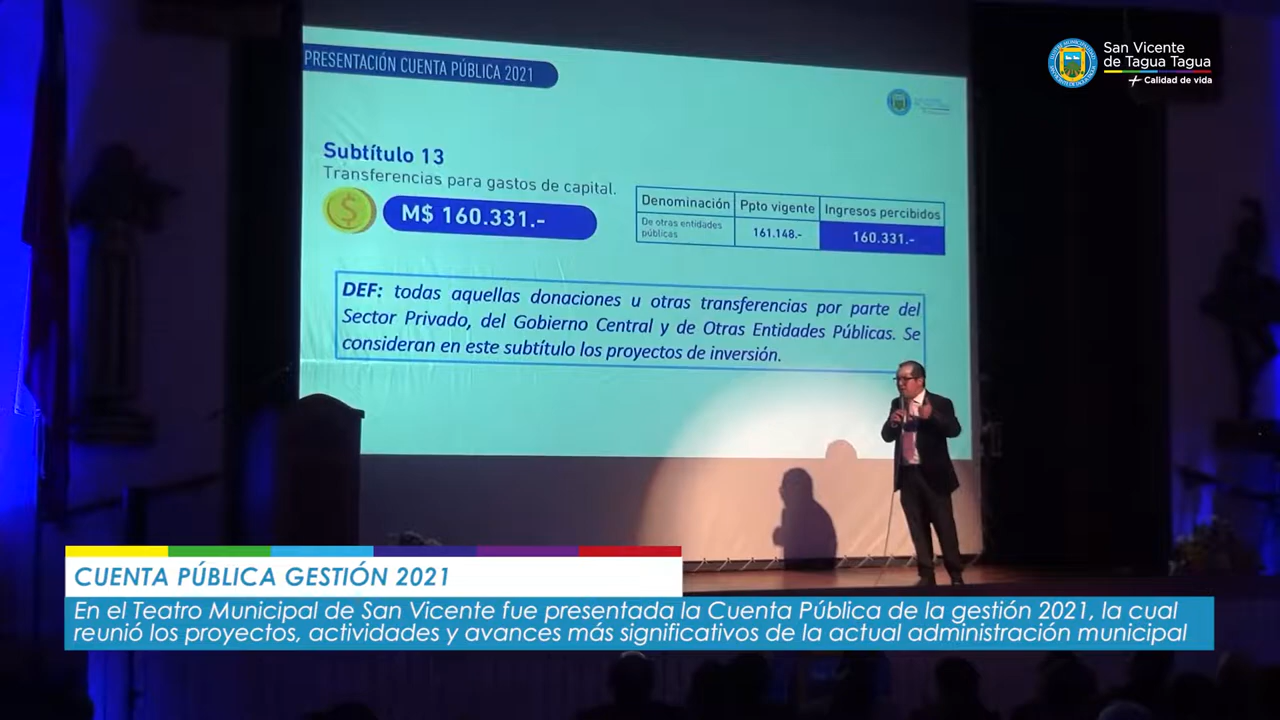 San Vicente
de Tagua Tagua
+ Calidad de vida
PRESENTACIÓN CUENTA PÚBLICA 2021
Subtítulo 13
Transferencias para gastos de capital.
$
M$ 160.331.-
Denominación Ppto vigente Ingresos percibidos
De otras entidades
públicas
161.148.- 160.331.-
DEF: todas aquellas donaciones u otras transferencias por parte del
Sector Privado, del Gobierno Central y de Otras Entidades Públicas. Se
consideran en este subtítulo los proyectos de inversión.
CUENTA PÚBLICA GESTIÓN 2021
En el Teatro Municipal de San Vicente fue presentada la Cuenta Pública de la gestión 2021, la cual
reunió los proyectos, actividades y avances más significativos de la actual administración municipal